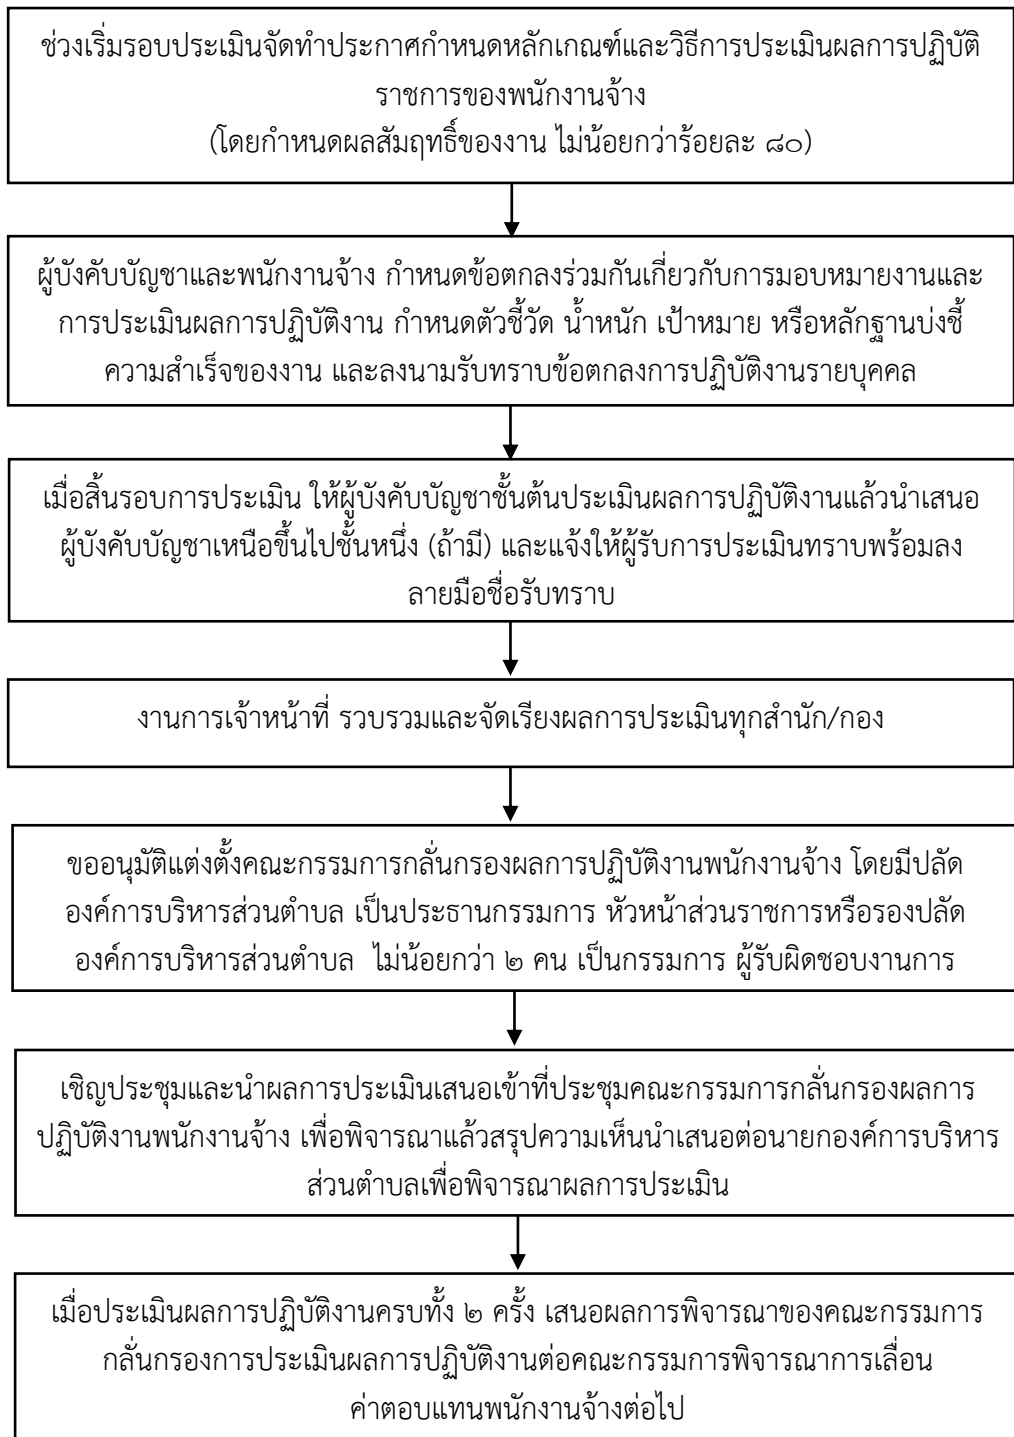 ช่วงเริ่มรอบประเมินจัดทำประกาศกำหนดหลักเกณฑ์และวิธีการประเมินผลการปฏิบัติ
ราชการของพนักงานจ้าง
(โดยกำหนดผลสัมฤทธิ์ของงาน ไม่น้อยกว่าร้อยละ ๘๐)
ผู้บังคับบัญชาและพนักงานจ้าง กำหนดข้อตกลงร่วมกันเกี่ยวกับการมอบหมายงานและ
การประเมินผลการปฏิบัติงาน กำหนดตัวชี้วัด น้ำหนัก เป้าหมาย หรือหลักฐานบ่งชี้
ความสำเร็จของงาน และลงนามรับทราบข้อตกลงการปฏิบัติงานรายบุคคล
เมื่อสิ้นรอบการประเมิน ให้ผู้บังคับบัญชาชั้นต้นประเมินผลการปฏิบัติงานแล้วนำเสนอ
ผู้บังคับบัญชาเหนือขึ้นไปชั้นหนึ่ง (ถ้ามี) และแจ้งให้ผู้รับการประเมินทราบพร้อมลง
ลายมือชื่อรับทราบ
งานการเจ้าหน้าที่ รวบรวมและจัดเรียงผลการประเมินทุกสำนัก/กอง
ขออนุมัติแต่งตั้งคณะกรรมการกลั่นกรองผลการปฏิบัติงานพนักงานจ้าง โดยมีปลัด
องค์การบริหารส่วนตำบล เป็นประธานกรรมการ หัวหน้าส่วนราชการหรือรองปลัด
องค์การบริหารส่วนตำบล ไม่น้อยกว่า ๒ คน เป็นกรรมการ ผู้รับผิดชอบงานการ
เชิญประชุมและนำผลการประเมินเสนอเข้าที่ประชุมคณะกรรมการกลั่นกรองผลการ
ปฏิบัติงานพนักงานจ้าง เพื่อพิจารณาแล้วสรุปความเห็นนำเสนอต่อนายกองค์การบริหาร
ส่วนตำบลเพื่อพิจารณาผลการประเมิน
เมื่อประเมินผลการปฏิบัติงานครบทั้ง ๒ ครั้ง เสนอผลการพิจารณาของคณะกรรมการ
กลั่นกรองการประเมินผลการปฏิบัติงานต่อคณะกรรมการพิจารณาการเลื่อน
ค่าตอบแทนพนักงานจ้างต่อไป